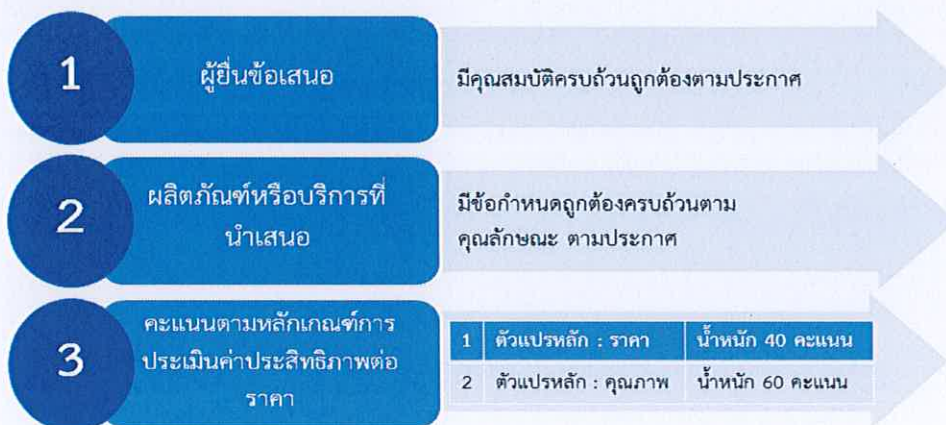 1
ผู้ยื่นข้อเสนอ
มีคุณสมบัติครบถ้วนถูกต้องตามประกาศ
2
ผลิตภัณฑ์หรือบริการที่
นำเสนอ
มีข้อกำหนดถูกต้องครบถ้วนตาม
คุณลักษณะ ตามประกาศ
3
คะแนนตามหลักเกณฑ์การ
ประเมินค่าประสิทธิภาพต่อ
ราคา
1 ตัวแปรหลัก : ราคา น้ำหนัก 40 คะแนน
2 ตัวแปรหลัก : คุณภาพ น้ำหนัก 60 คะแนน